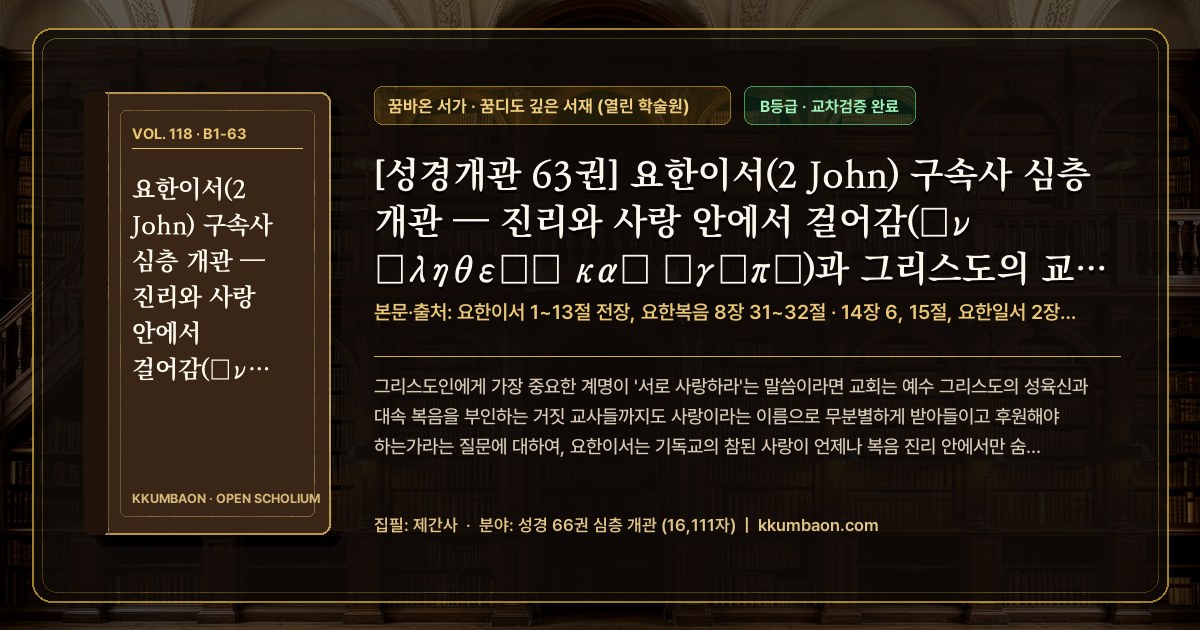 VOL. 118 · B1-63
요한이서(2
John) 구속사
심층 개관 —
진리와 사랑
안에서
걸어감(□ν…
KKUMBAON · OPEN SCHOLIUM
꿈바온 서가 · 꿈디도 깊은 서재 (열린 학술원)
B등급 · 교차검증 완료
[성경개관 63권] 요한이서(2 John) 구속사 심층
개관 — 진리와 사랑 안에서 걸어감(□ν
□ληθε□□ κα□ □γ□π□)과 그리스도의 교…
본문·출처: 요한이서 1~13절 전장, 요한복음 8장 31~32절 · 14장 6, 15절, 요한일서 2장...
그리스도인에게 가장 중요한 계명이 '서로 사랑하라'는 말씀이라면 교회는 예수 그리스도의 성육신과
대속 복음을 부인하는 거짓 교사들까지도 사랑이라는 이름으로 무분별하게 받아들이고 후원해야
하는가라는 질문에 대하여, 요한이서는 기독교의 참된 사랑이 언제나 복음 진리 안에서만 숨...
집필: 제간사 · 분야: 성경 66권 심층 개관 (16,111자) | kkumbaon.com